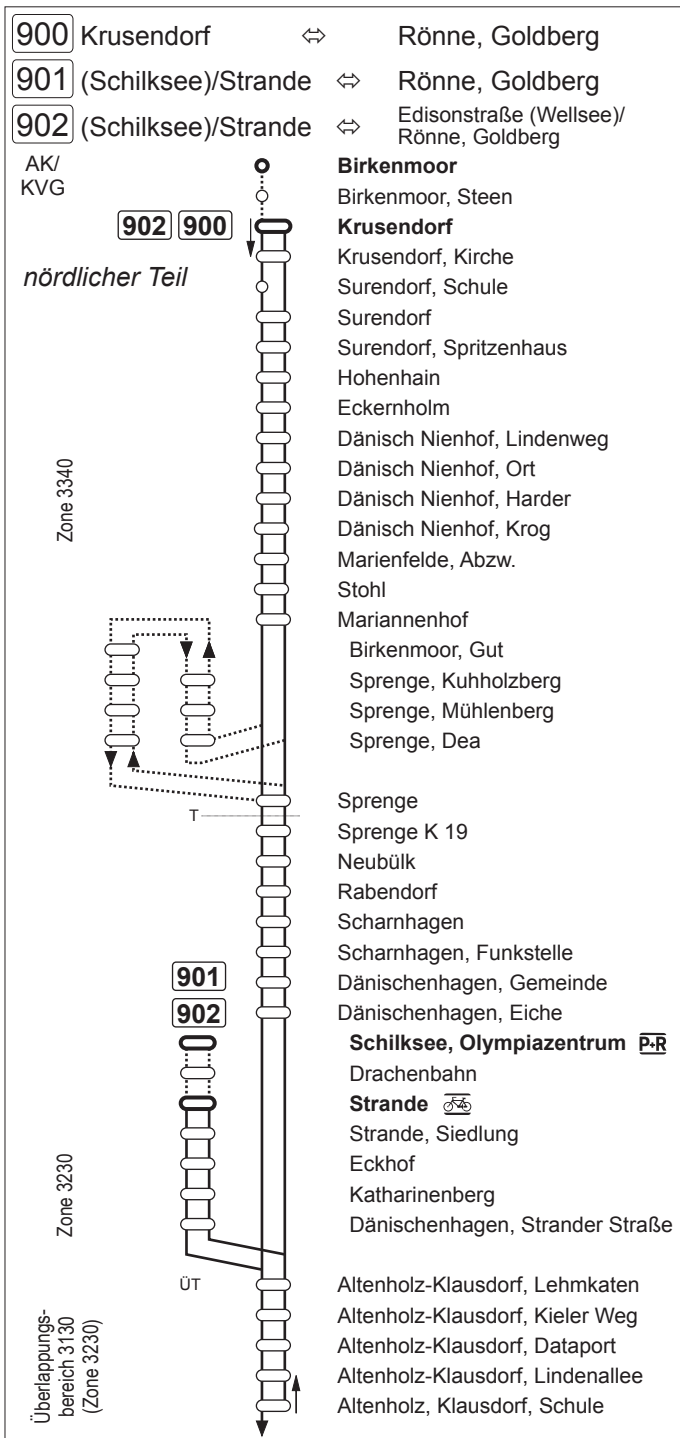 900 Krusendorf ⇔ Rönne, Goldberg
901 (Schilksee)/Strande ⇔ Rönne, Goldberg
902 (Schilksee)/Strande ⇔ Edisonstraße (Wellsee)/
Rönne, Goldberg
AK/
KVG
Birkenmoor
Birkenmoor, Steen
902 900 Krusendorf
Krusendorf, Kirche
nördlicher Teil
Surendorf, Schule
Surendorf
Surendorf, Spritzenhaus
Hohenhain
Eckernholm
Dänisch Nienhof, Lindenweg
Dänisch Nienhof, Ort
Zone 3340
Dänisch Nienhof, Harder
Dänisch Nienhof, Krog
Marienfelde, Abzw.
Stohl
Mariannenhof
Birkenmoor, Gut
Sprenge, Kuhholzberg
Sprenge, Mühlenberg
Sprenge, Dea
Sprenge
T
Sprenge K 19
Neubülk
Rabendorf
Scharnhagen
Scharnhagen, Funkstelle
901
Dänischenhagen, Gemeinde
902
Dänischenhagen, Eiche
Schilksee, Olympiazentrum P+R
Drachenbahn
Strande
Strande, Siedlung
Eckhof
Zone 3230
Katharinenberg
Dänischenhagen, Strander Straße
ÜT
Altenholz-Klausdorf, Lehmkaten
Altenholz-Klausdorf, Kieler Weg
Altenholz-Klausdorf, Dataport
Altenholz-Klausdorf, Lindenallee
Altenholz, Klausdorf, Schule
Überlappungs-
bereich 3130
(Zone 3230)